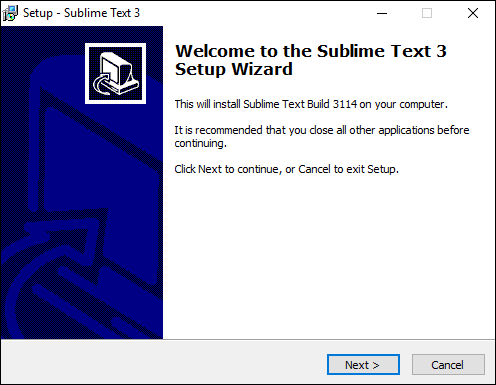 Setup - Sublime Text 3
Welcome to the Sublime Text 3
Setup Wizard
This will install Sublime Text Build 3114 on your computer.
It is recommended that you close all other applications before
continuing.
Click Next to continue, or Cancel to exit Setup.
Next >
Cancel